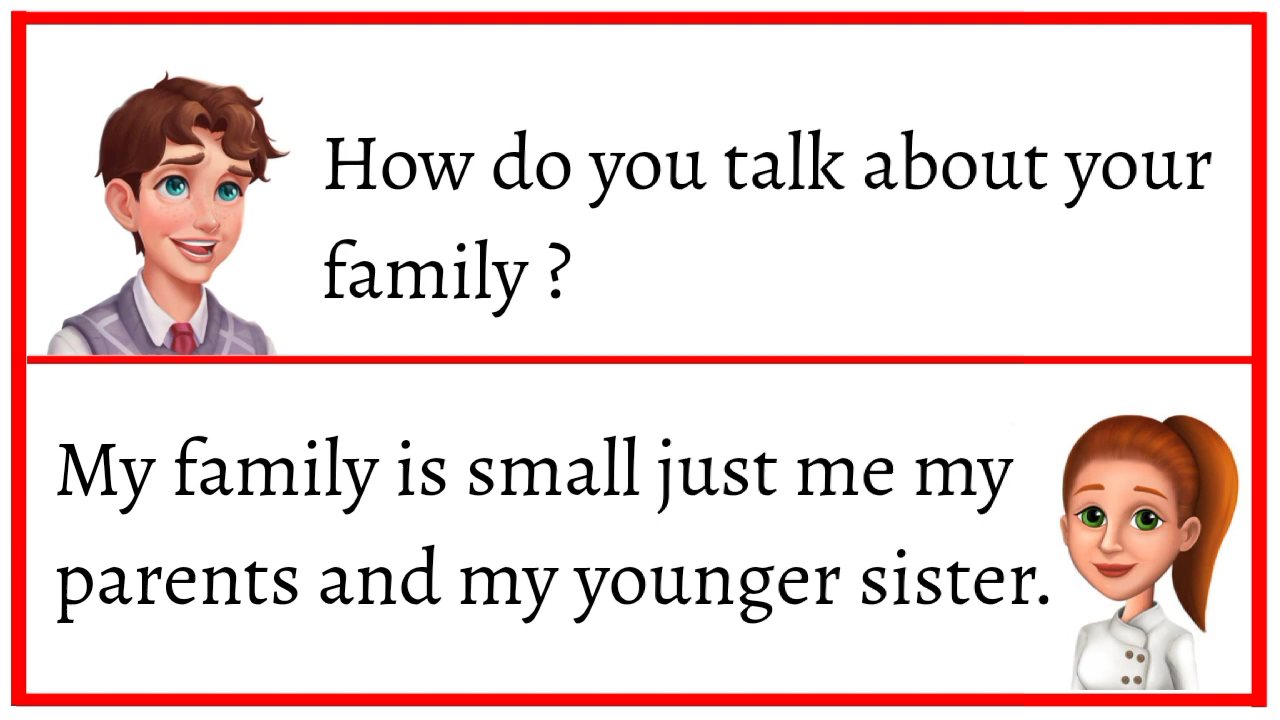 How do you talk about your
family ?
My family is small just me my
parents and my younger sister.